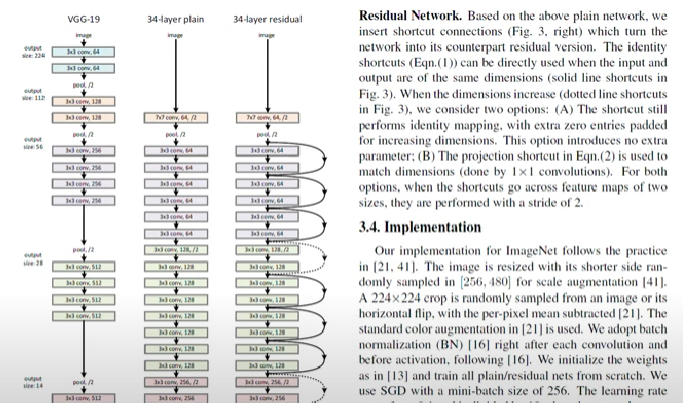 VGG-19
34-layer plain
34-layer residual
image
image
image
output
size: 224
3x3 conv, 64
3x3 conv, 64
pool, /2
output
size: 112
3x3 conv, 128
3x3 conv, 128
7x7 conv, 64, /2
7x7 conv, 64, /2
pool, /2
pool, /2
pool, /2
output
size: 56
3x3 conv, 256
3x3 conv, 64
3x3 conv, 64
3x3 conv, 256
3x3 conv, 64
3x3 conv, 64
3x3 conv, 256
3x3 conv, 64
3x3 conv, 64
3x3 conv, 256
3x3 conv, 64
3x3 conv, 64
3x3 conv, 64
3x3 conv, 64
3x3 conv, 64
3x3 conv, 64
output
size: 28
pool, /2
3x3 conv, 128, /2
3x3 conv, 128, /2
3x3 conv, 512
3x3 conv, 128
3x3 conv, 128
3x3 conv, 512
3x3 conv, 128
3x3 conv, 128
3x3 conv, 512
3x3 conv, 128
3x3 conv, 128
3x3 conv, 512
3x3 conv, 128
3x3 conv, 128
3x3 conv, 128
3x3 conv, 128
3x3 conv, 128
3x3 conv, 128
3x3 conv, 128
3x3 conv, 128
output
size: 14
pool, /2
3x3 conv, 256, /2
3x3 conv, 256, /2
3x3 conv, 512
3x3 conv, 256
3x3 conv, 256
Residual Network. Based on the above plain network, we
insert shortcut connections (Fig. 3, right) which turn the
network into its counterpart residual version. The identity
shortcuts (Eqn.(1)) can be directly used when the input and
output are of the same dimensions (solid line shortcuts in
Fig. 3). When the dimensions increase (dotted line shortcuts
in Fig. 3), we consider two options: (A) The shortcut still
performs identity mapping, with extra zero entries padded
for increasing dimensions. This option introduces no extra
parameter; (B) The projection shortcut in Eqn.(2) is used to
match dimensions (done by 1×1 convolutions). For both
options, when the shortcuts go across feature maps of two
sizes, they are performed with a stride of 2.
3.4. Implementation
Our implementation for ImageNet follows the practice
in [21, 41]. The image is resized with its shorter side ran-
domly sampled in [256, 480] for scale augmentation [41].
A 224×224 crop is randomly sampled from an image or its
horizontal flip, with the per-pixel mean subtracted [21]. The
standard color augmentation in [21] is used. We adopt batch
normalization (BN) [16] right after each convolution and
before activation, following [16]. We initialize the weights
as in [13] and train all plain/residual nets from scratch. We
use SGD with a mini-batch size of 256. The learning rate